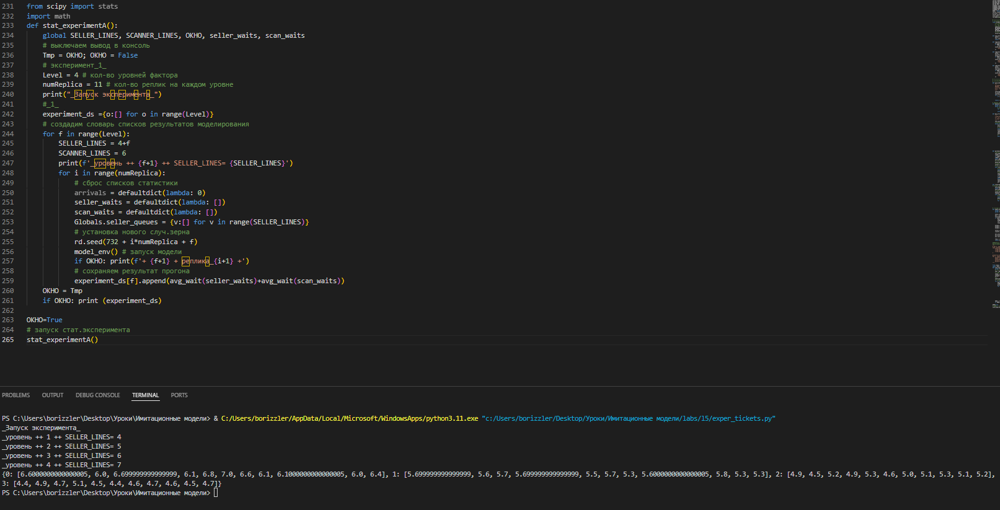 231 from scipy import stats
232 import math
233 def stat_experimentA():
234 global SELLER_LINES, SCANNER_LINES, ОКНО, seller_waits, scan_waits
235 # выключаем вывод в консоль
236 Tmp = ОКНО; ОКНО = False
237 # эксперимент_1_
238 Level = 4 # кол-во уровней фактора
239 numReplica = 11 # кол-во реплик на каждом уровне
240 print("_Запуск эксперимента_")
241 #_1_
242 experiment_ds ={o:[] for o in range(Level)}
243 # создадим словарь списков результатов моделирования
244 for f in range(Level):
245 SELLER_LINES = 4+f
246 SCANNER_LINES = 6
247 print(f'_уровень ++ {f+1} ++ SELLER_LINES= {SELLER_LINES}')
248 for i in range(numReplica):
249 # сброс списков статистики
250 arrivals = defaultdict(lambda: 0)
251 seller_waits = defaultdict(lambda: [])
252 scan_waits = defaultdict(lambda: [])
253 Globals.seller_queues = {v:[] for v in range(SELLER_LINES)}
254 # установка нового случ.зерна
255 rd.seed(732 + i*numReplica + f)
256 model_env() # запуск модели
257 if ОКНО: print(f'+ {f+1} + реплика_{i+1} +')
258 # сохраняем результат прогона
259 experiment_ds[f].append(avg_wait(seller_waits)+avg_wait(scan_waits))
260 ОКНО = Tmp
261 if ОКНО: print (experiment_ds)
262
263 ОКНО=True
264 # запуск стат.эксперимента
265 stat_experimentA()
PROBLEMS OUTPUT DEBUG CONSOLE TERMINAL PORTS
PS C:\Users\borizzler\Desktop\Уроки\Имитационные модели> & C:/Users/borizzler/AppData/Local/Microsoft/WindowsApps/python3.11.exe "c:/Users/borizzler/Desktop/Уроки/Имитационные модели/labs/l5/exper_tickets.py"
_Запуск эксперимента_
_уровень ++ 1 ++ SELLER_LINES= 4
_уровень ++ 2 ++ SELLER_LINES= 5
_уровень ++ 3 ++ SELLER_LINES= 6
_уровень ++ 4 ++ SELLER_LINES= 7
{0: [6.6000000000000005, 6.0, 6.699999999999999, 6.1, 6.8, 7.0, 6.6, 6.1, 6.1000000000000005, 6.0, 6.4], 1: [5.699999999999999, 5.6, 5.7, 5.699999999999999, 5.5, 5.7, 5.3, 5.6000000000000005, 5.8, 5.3, 5.3], 2: [4.9, 4.5, 5.2, 4.9, 5.3, 4.6, 5.0, 5.1, 5.3, 5.1, 5.2],
3: [4.4, 4.9, 4.7, 5.1, 4.5, 4.4, 4.6, 4.7, 4.6, 4.5, 4.7]}
PS C:\Users\borizzler\Desktop\Уроки\Имитационные модели>